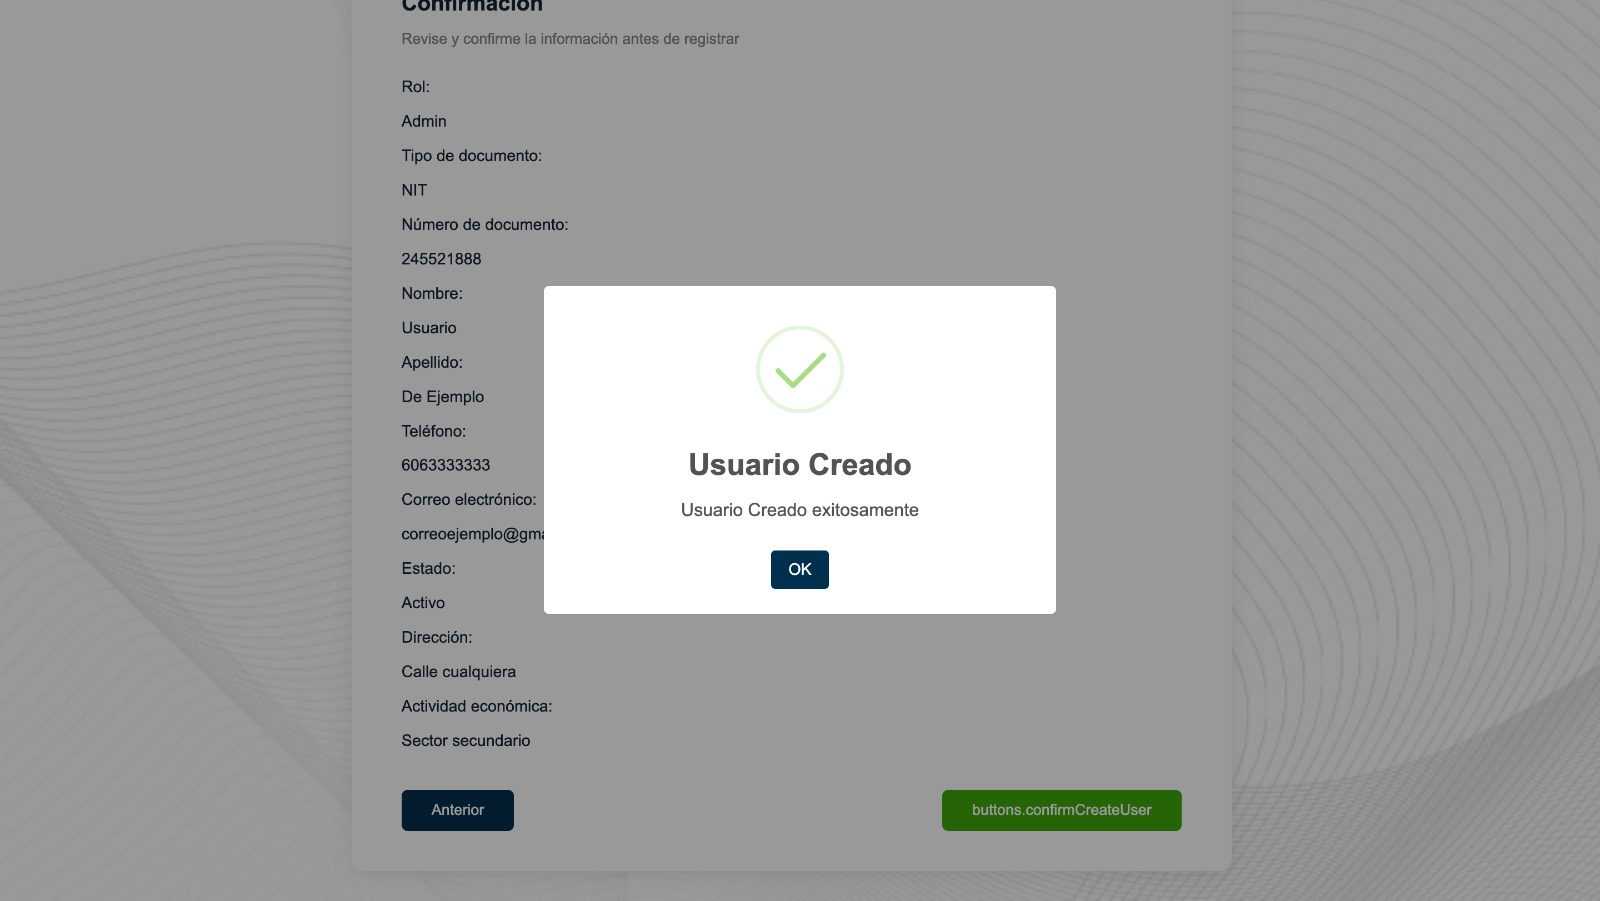 Confirmación
Revise y confirme la información antes de registrar
Rol:
Admin
Tipo de documento:
NIT
Número de documento:
245521888
Nombre:
Usuario
Apellido:
De Ejemplo
Teléfono:
6063333333
Correo electrónico:
correoejemplo@gma
Estado:
Activo
Dirección:
Calle cualquiera
Actividad económica:
Sector secundario
Anterior
buttons.confirmCreateUser
Usuario Creado
Usuario Creado exitosamente
OK